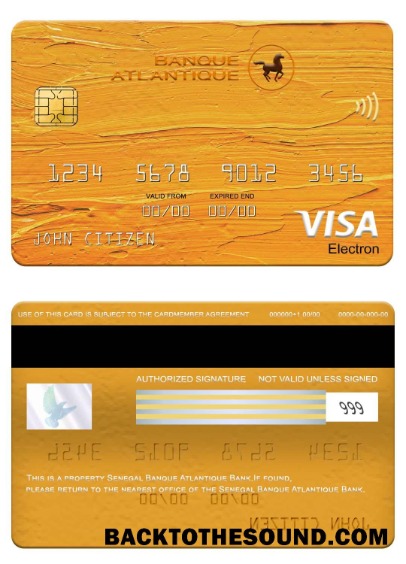 BANQUE
ATLANTIQUE
1234 5678 9012 3456
VALID FROM EXPIRED END
00/00 00/00
JOHN CITIZEN
VISA
Electron
USE OF THIS CARD IS SUBJECT TO THE CARDMEMBER AGREEMENT 000000+1 00/00 0000-00-000-00
AUTHORIZED SIGNATURE NOT VALID UNLESS SIGNED
999
THIS IS A PROPERTY SENEGAL BANQUE ATLANTIQUE BANK.IF FOUND,
PLEASE RETURN TO THE NEAREST OFFICE OF THE SENEGAL BANQUE ATLANTIQUE BANK.
BACKTOTHESOUND.COM